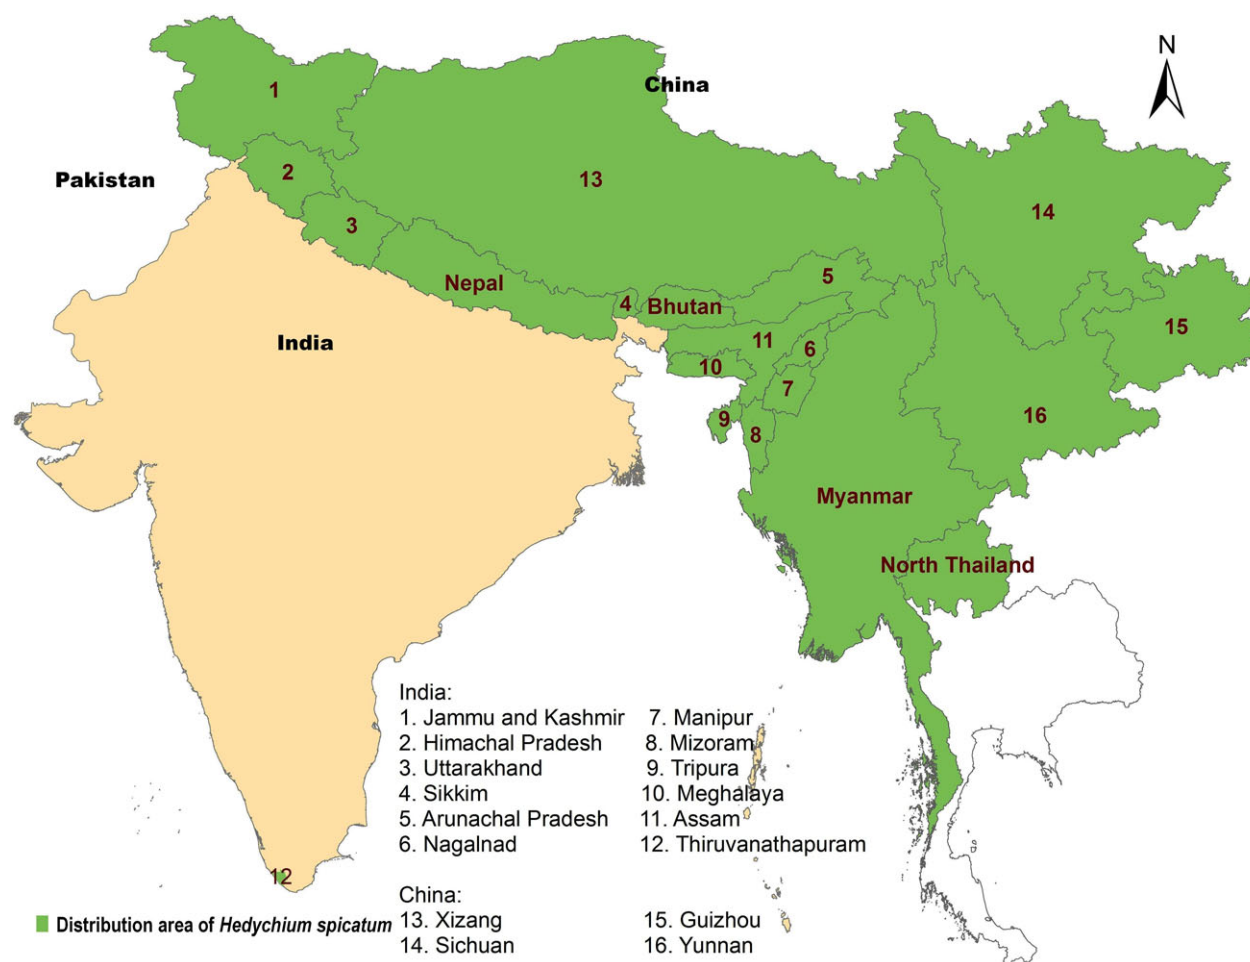 N
China
1
Pakistan
2
13
3
14
Nepal
4
Bhutan
5
India
11
6
15
10
7
9
8
16
Myanmar
North Thailand
India:
1. Jammu and Kashmir
2. Himachal Pradesh
3. Uttarakhand
4. Sikkim
5. Arunachal Pradesh
6. Nagalnad
7. Manipur
8. Mizoram
9. Tripura
10. Meghalaya
11. Assam
12. Thiruvanathapuram
12
China:
13. Xizang
14. Sichuan
15. Guizhou
16. Yunnan
Distribution area of Hedychium spicatum